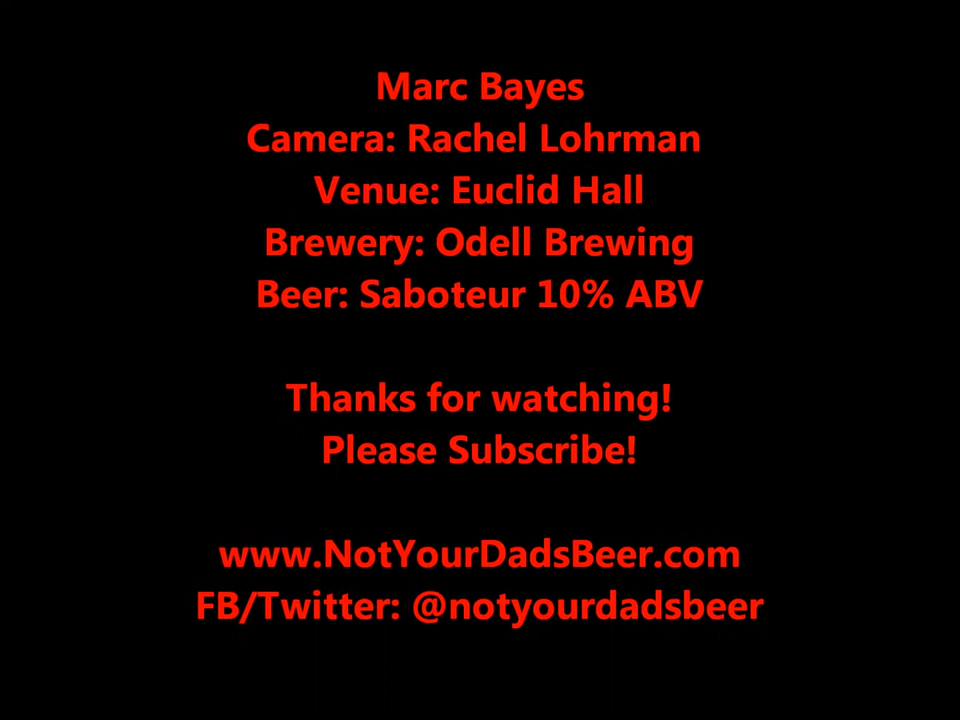 Marc Bayes
Camera: Rachel Lohrman
Venue: Euclid Hall
Brewery: Odell Brewing
Beer: Saboteur 10% ABV
Thanks for watching!
Please Subscribe!
www.NotYourDadsBeer.com
FB/Twitter: @notyourdadsbeer